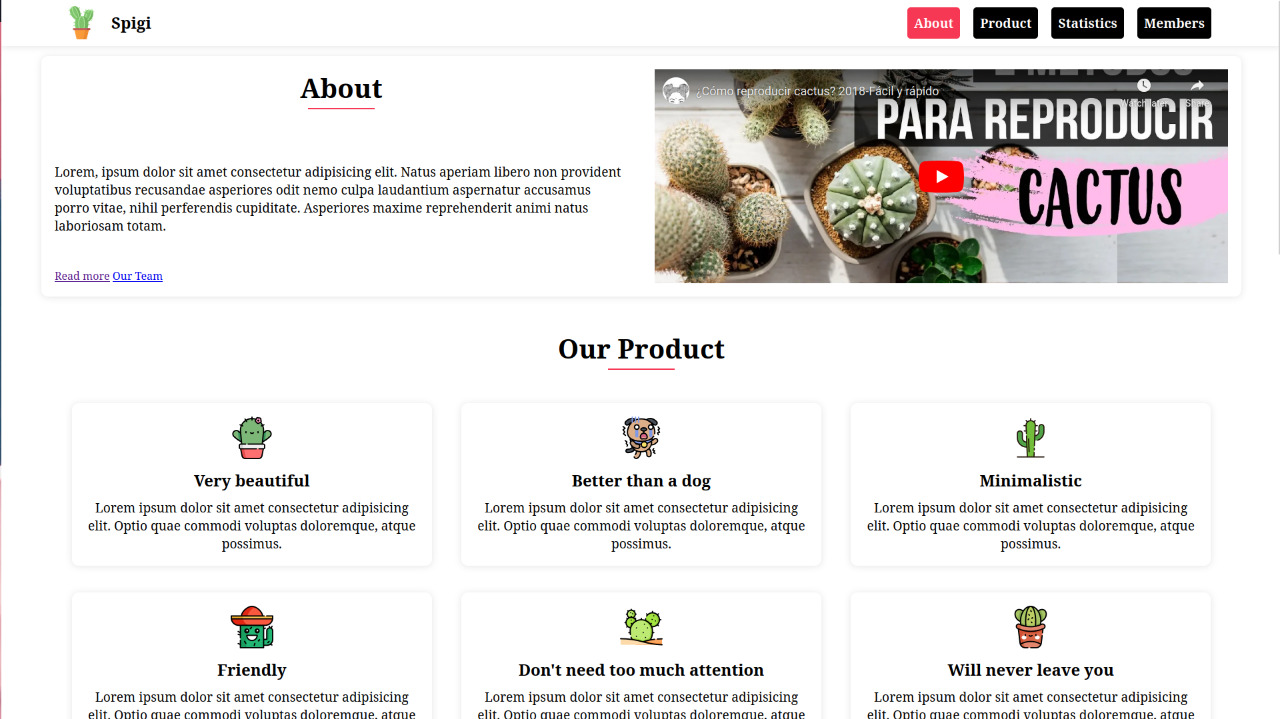 Spigi
About
Product
Statistics
Members
About
Lorem, ipsum dolor sit amet consectetur adipisicing elit. Natus aperiam libero non provident
voluptatibus recusandae asperiores odit nemo culpa laudantium aspernatur accusamus
porro vitae, nihil perferendis cupiditate. Asperiores maxime reprehenderit animi natus
laboriosam totam.
Read more Our Team
¿Cómo reproducir cactus? 2018-Fácil y rápido
Watch later
Share
PARA REPRODUCIR
CACTUS
Our Product
Very beautiful
Lorem ipsum dolor sit amet consectetur adipisicing
elit. Optio quae commodi voluptas doloremque, atque
possimus.
Better than a dog
Lorem ipsum dolor sit amet consectetur adipisicing
elit. Optio quae commodi voluptas doloremque, atque
possimus.
Minimalistic
Lorem ipsum dolor sit amet consectetur adipisicing
elit. Optio quae commodi voluptas doloremque, atque
possimus.
Friendly
Lorem ipsum dolor sit amet consectetur adipisicing
elit. Optio quae commodi voluptas doloremque, atque
Don't need too much attention
Lorem ipsum dolor sit amet consectetur adipisicing
elit. Optio quae commodi voluptas doloremque, atque
Will never leave you
Lorem ipsum dolor sit amet consectetur adipisicing
elit. Optio quae commodi voluptas doloremque, atque